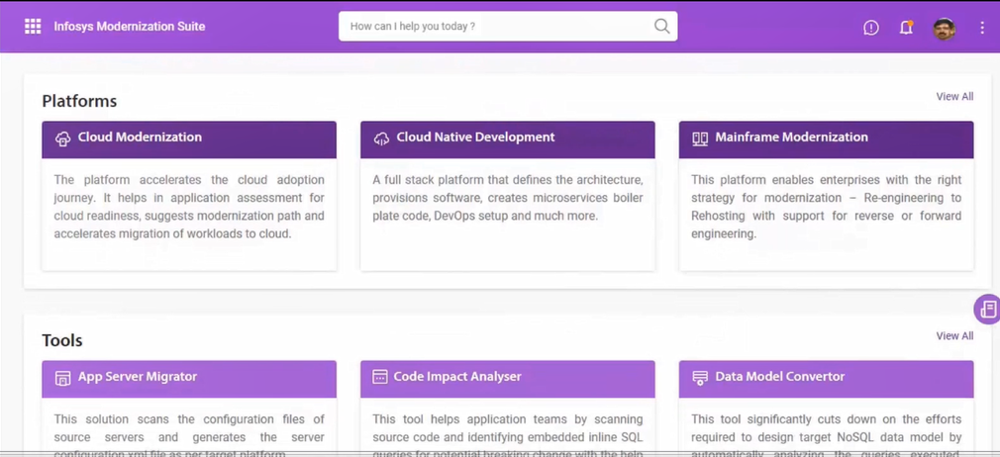 Infosys Modernization Suite
How can I help you today ?
Platforms
View All
Cloud Modernization
The platform accelerates the cloud adoption
journey. It helps in application assessment for
cloud readiness, suggests modernization path and
accelerates migration of workloads to cloud.
Cloud Native Development
A full stack platform that defines the architecture,
provisions software, creates microservices boiler
plate code, DevOps setup and much more.
Mainframe Modernization
This platform enables enterprises with the right
strategy for modernization – Re-engineering to
Rehosting with support for reverse or forward
engineering.
Tools
View All
App Server Migrator
This solution scans the configuration files of
source servers and generates the server
configuration xml file as per target platform
Code Impact Analyser
This tool helps application teams by scanning
source code and identifying embedded inline SQL
queries for potential breaking change with the help
Data Model Convertor
This tool significantly cuts down on the efforts
required to design target NoSQL data model by
automatically analyzing the queries executed